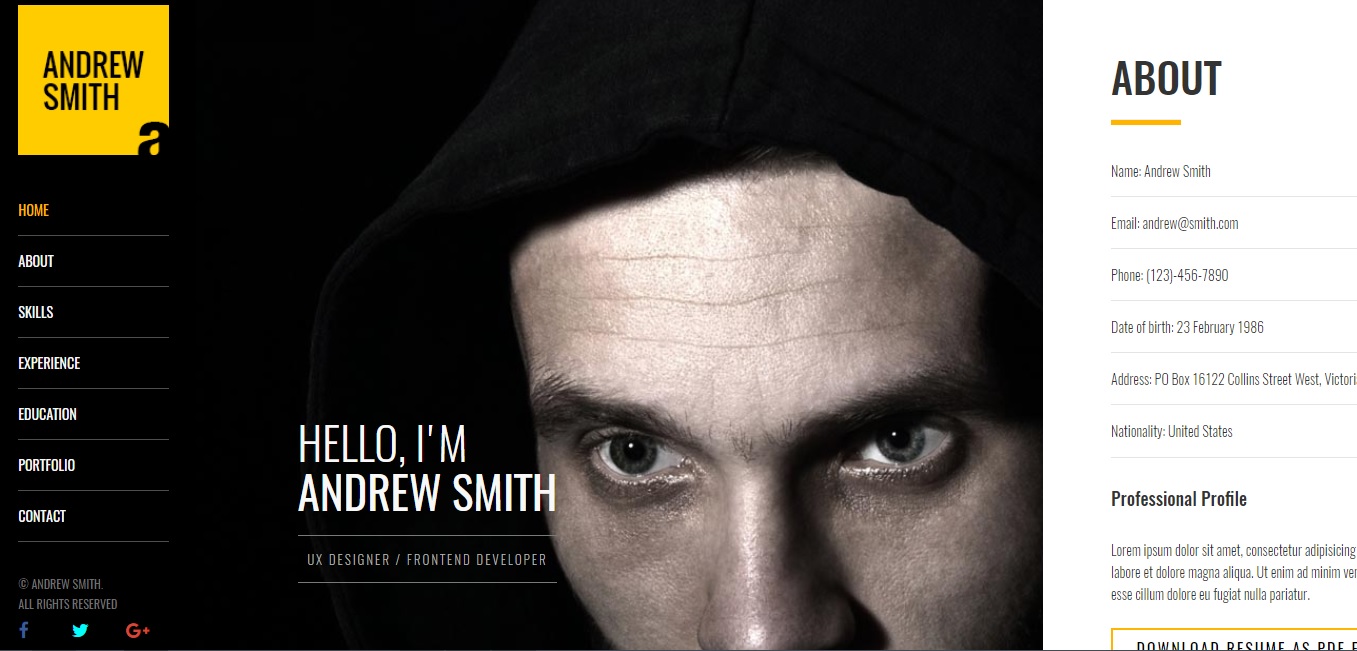 ANDREW
SMITH
a
HOME
ABOUT
SKILLS
EXPERIENCE
EDUCATION
PORTFOLIO
CONTACT
© ANDREW SMITH.
ALL RIGHTS RESERVED
f
G+
HELLO, I'M
ANDREW SMITH
UX DESIGNER / FRONTEND DEVELOPER
ABOUT
Name: Andrew Smith
Email: andrew@smith.com
Phone: (123)-456-7890
Date of birth: 23 February 1986
Address: PO Box 16122 Collins Street West, Victori
Nationality: United States
Professional Profile
Lorem ipsum dolor sit amet, consectetur adipisicing
labore et dolore magna aliqua. Ut enim ad minim ve
esse cillum dolore eu fugiat nulla pariatur.
DOWNLOAD RESUME AS PDF F